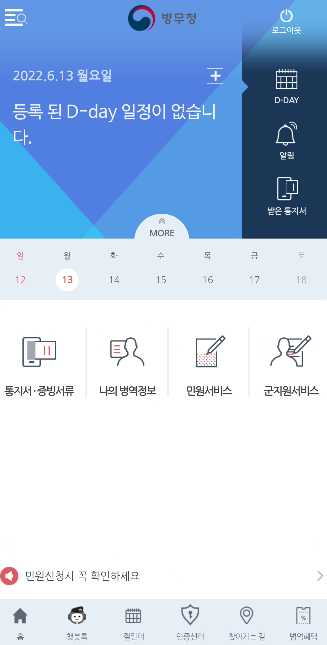 병무청
로그아웃
2022.6.13 월요일
등록 된 D-day 일정이 없습니
다.
D-DAY
알림
받은 통지서
MORE
일 월 화 수 목 금 토
12 13 14 15 16 17 18
통지서·증빙서류 나의 병역정보 민원서비스 군지원서비스
민원신청시 꼭 확인하세요
홈 챗봇톡 캘린더 인증센터 찾아가는 길 병역혜택